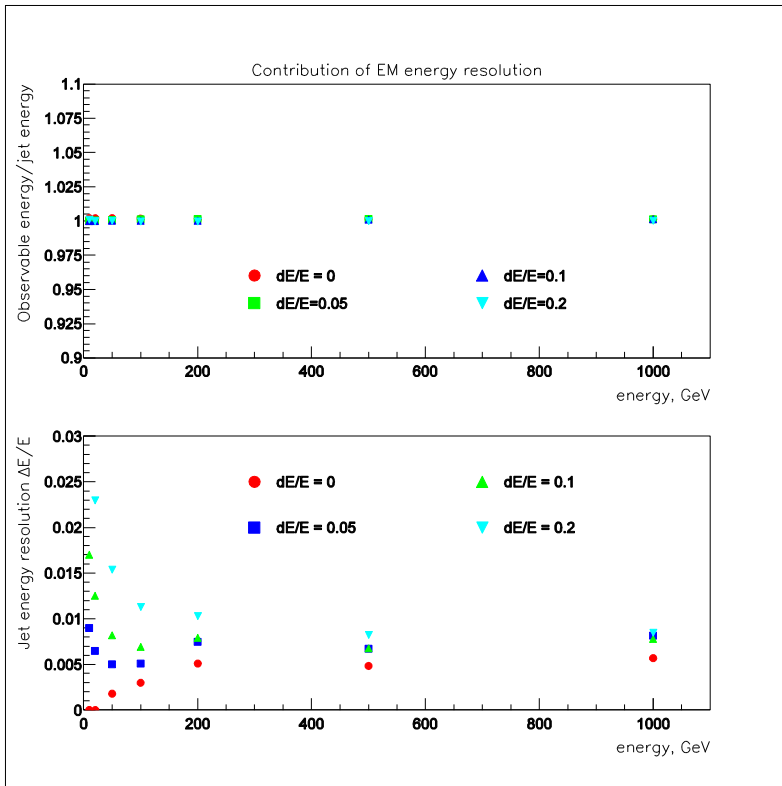 Contribution of EM energy resolution
Observable energy/jet energy
1.1
1.075
1.05
1.025
1
0.975
0.95
0.925
0.9
dE/E = 0
dE/E=0.1
dE/E=0.05
dE/E=0.2
0 200 400 600 800 1000
energy, GeV
Jet energy resolution ΔE/E
0.03
0.025
0.02
0.015
0.01
0.005
0
dE/E = 0
dE/E = 0.1
dE/E = 0.05
dE/E = 0.2
0 200 400 600 800 1000
energy, GeV